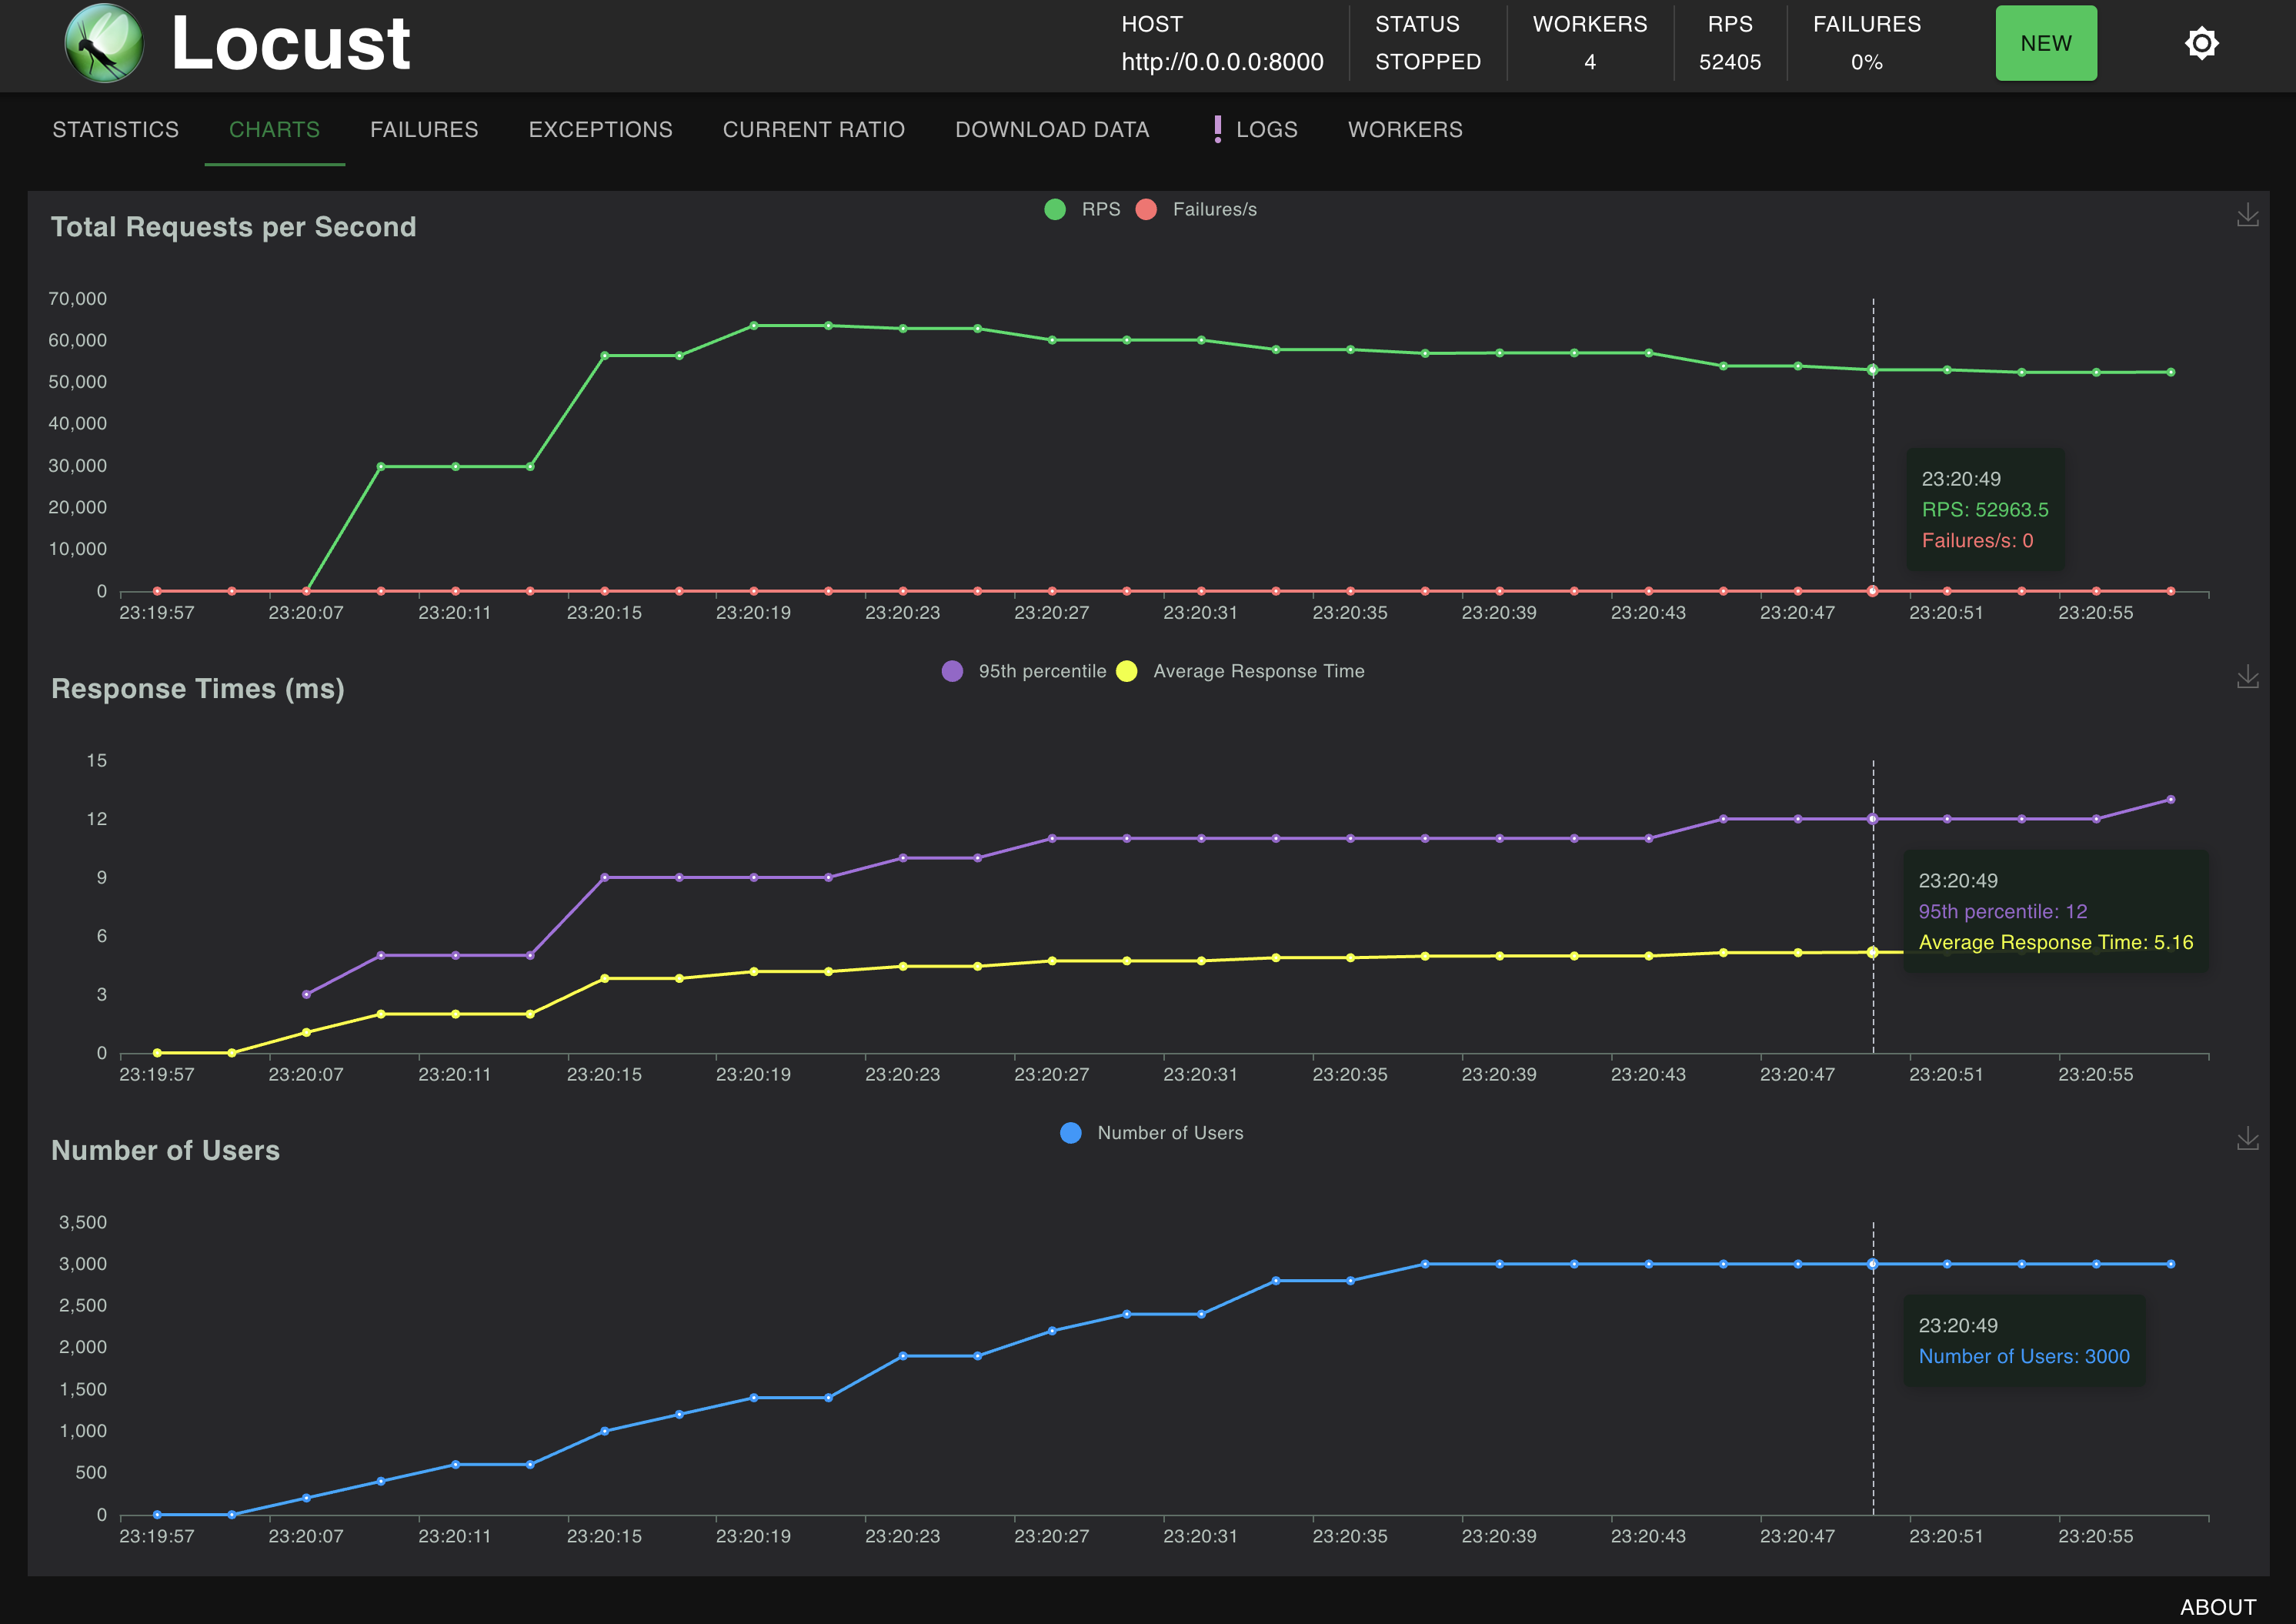 Locust
HOST
http://0.0.0.0:8000
STATUS
STOPPED
WORKERS
4
RPS
52405
FAILURES
0%
NEW
STATISTICS CHARTS FAILURES EXCEPTIONS CURRENT RATIO DOWNLOAD DATA LOGS WORKERS
Total Requests per Second
RPS Failures/s
70,000
60,000
50,000
40,000
30,000
20,000
10,000
0
23:20:49
RPS: 52963.5
Failures/s: 0
23:19:57 23:20:07 23:20:11 23:20:15 23:20:19 23:20:23 23:20:27 23:20:31 23:20:35 23:20:39 23:20:43 23:20:47 23:20:51 23:20:55
Response Times (ms)
95th percentile Average Response Time
15
12
9
6
3
0
23:20:49
95th percentile: 12
Average Response Time: 5.16
23:19:57 23:20:07 23:20:11 23:20:15 23:20:19 23:20:23 23:20:27 23:20:31 23:20:35 23:20:39 23:20:43 23:20:47 23:20:51 23:20:55
Number of Users
Number of Users
3,500
3,000
2,500
2,000
1,500
1,000
500
0
23:20:49
Number of Users: 3000
23:19:57 23:20:07 23:20:11 23:20:15 23:20:19 23:20:23 23:20:27 23:20:31 23:20:35 23:20:39 23:20:43 23:20:47 23:20:51 23:20:55
ABOUT